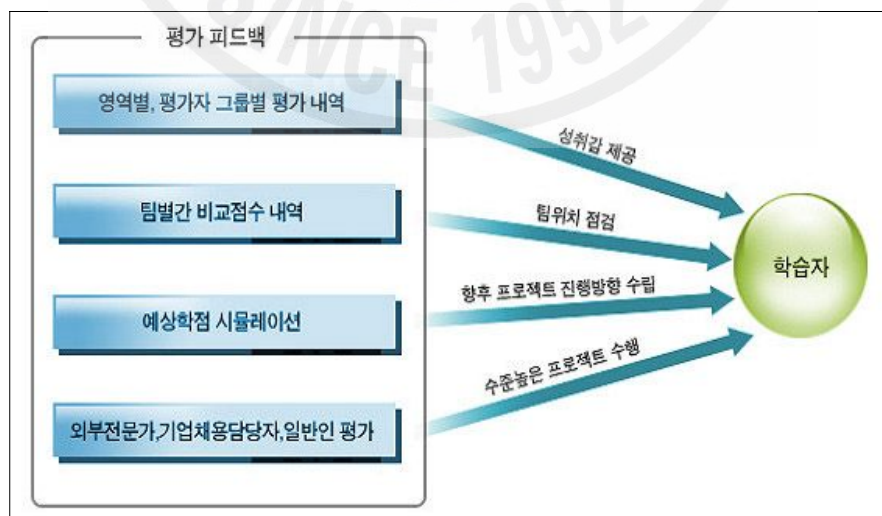 SINCE 1952
평가 피드백
영역별, 평가자 그룹별 평가 내역
성취감 제공
팀별간 비교점수 내역
팀위치 점검
학습자
향후 프로젝트 진행방향 수립
예상학점 시뮬레이션
수준높은 프로젝트 수행
외부전문가,기업채용담당자,일반인 평가